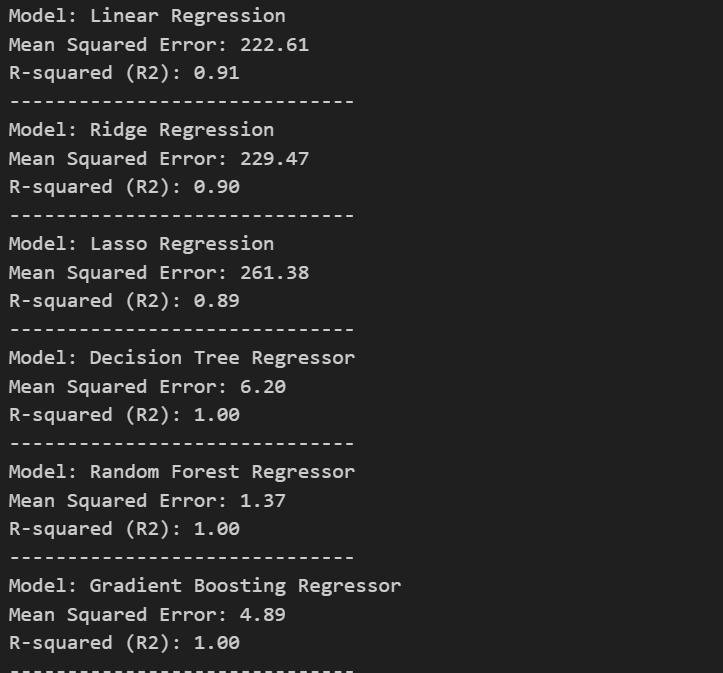 Model: Linear Regression
Mean Squared Error: 222.61
R-squared (R2): 0.91
------------------------------
Model: Ridge Regression
Mean Squared Error: 229.47
R-squared (R2): 0.90
------------------------------
Model: Lasso Regression
Mean Squared Error: 261.38
R-squared (R2): 0.89
------------------------------
Model: Decision Tree Regressor
Mean Squared Error: 6.20
R-squared (R2): 1.00
------------------------------
Model: Random Forest Regressor
Mean Squared Error: 1.37
R-squared (R2): 1.00
------------------------------
Model: Gradient Boosting Regressor
Mean Squared Error: 4.89
R-squared (R2): 1.00
------------------------------